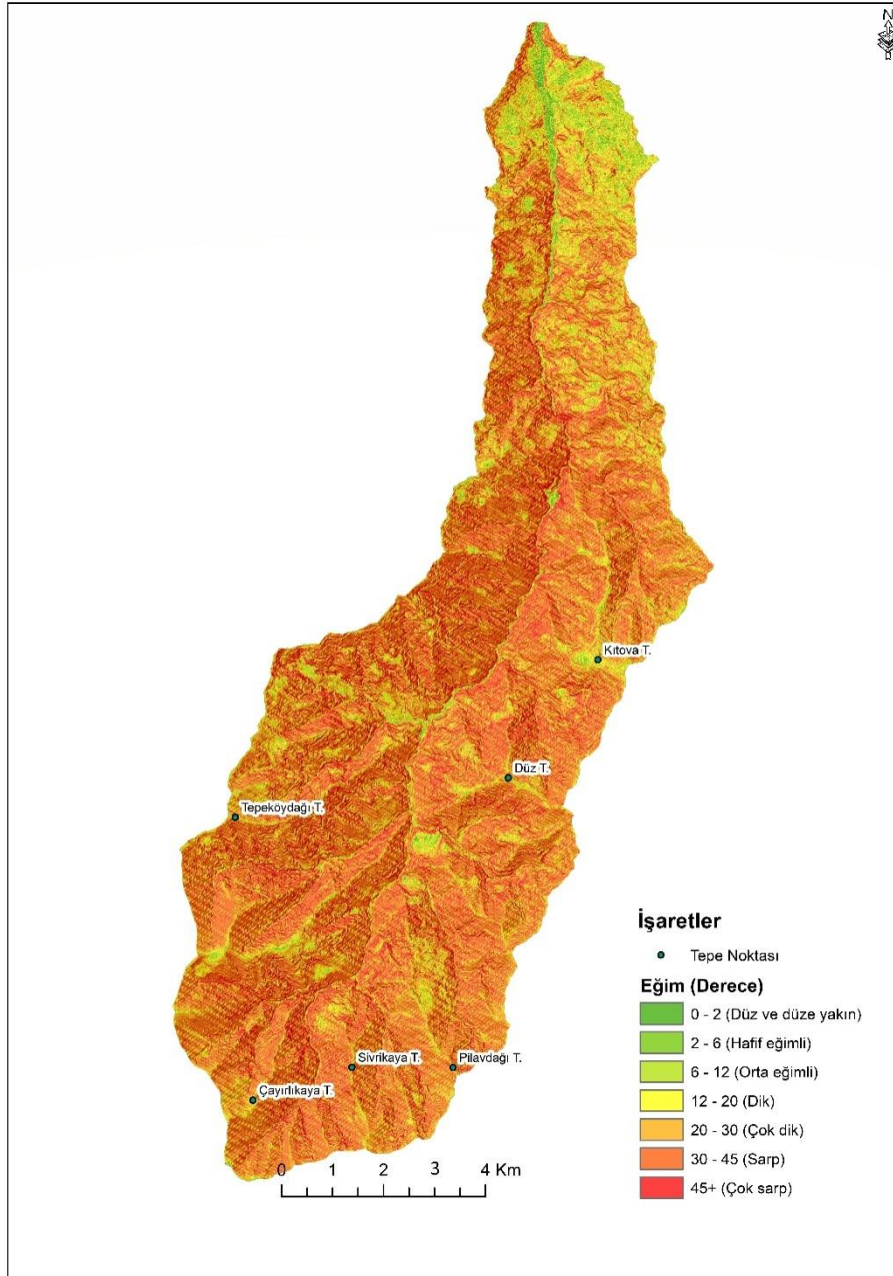 N
Kıtova T.
Düz T.
Tepeköydağı T.
Sivrikaya T.
Pilavdağı T.
Çayırlıkaya T.
0 1 2 3 4 Km
İşaretler
Tepe Noktası
Eğim (Derece)
0 - 2 (Düz ve düze yakın)
2 - 6 (Hafif eğimli)
6 - 12 (Orta eğimli)
12 - 20 (Dik)
20 - 30 (Çok dik)
30 - 45 (Sarp)
45+ (Çok sarp)